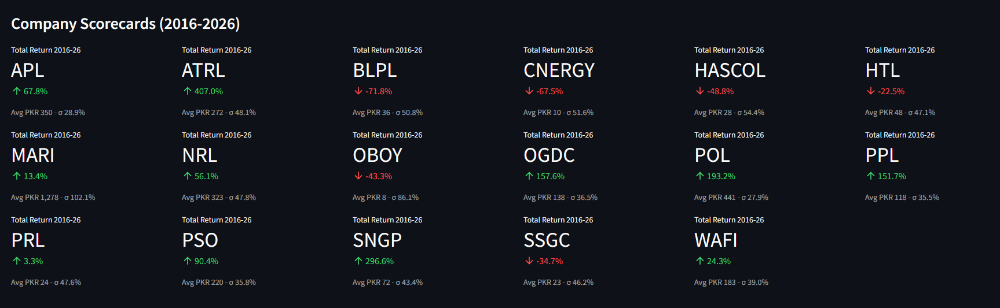 Company Scorecards (2016-2026)
Total Return 2016-26 Total Return 2016-26 Total Return 2016-26 Total Return 2016-26 Total Return 2016-26 Total Return 2016-26
APL ATRL BLPL CNERGY HASCOL HTL
↑ 67.8% ↑ 407.0% ↓ -71.8% ↓ -67.5% ↓ -48.8% ↓ -22.5%
Avg PKR 350 - σ 28.9% Avg PKR 272 - σ 48.1% Avg PKR 36 - σ 50.8% Avg PKR 10 - σ 51.6% Avg PKR 28 - σ 54.4% Avg PKR 48 - σ 47.1%
Total Return 2016-26 Total Return 2016-26 Total Return 2016-26 Total Return 2016-26 Total Return 2016-26 Total Return 2016-26
MARI NRL OBOY OGDC POL PPL
↑ 13.4% ↑ 56.1% ↓ -43.3% ↑ 157.6% ↑ 193.2% ↑ 151.7%
Avg PKR 1,278 - σ 102.1% Avg PKR 323 - σ 47.8% Avg PKR 8 - σ 86.1% Avg PKR 138 - σ 36.5% Avg PKR 441 - σ 27.9% Avg PKR 118 - σ 35.5%
Total Return 2016-26 Total Return 2016-26 Total Return 2016-26 Total Return 2016-26 Total Return 2016-26
PRL PSO SNGP SSGC WAFI
↑ 3.3% ↑ 90.4% ↑ 296.6% ↓ -34.7% ↑ 24.3%
Avg PKR 24 - σ 47.6% Avg PKR 220 - σ 35.8% Avg PKR 72 - σ 43.4% Avg PKR 23 - σ 46.2% Avg PKR 183 - σ 39.0%